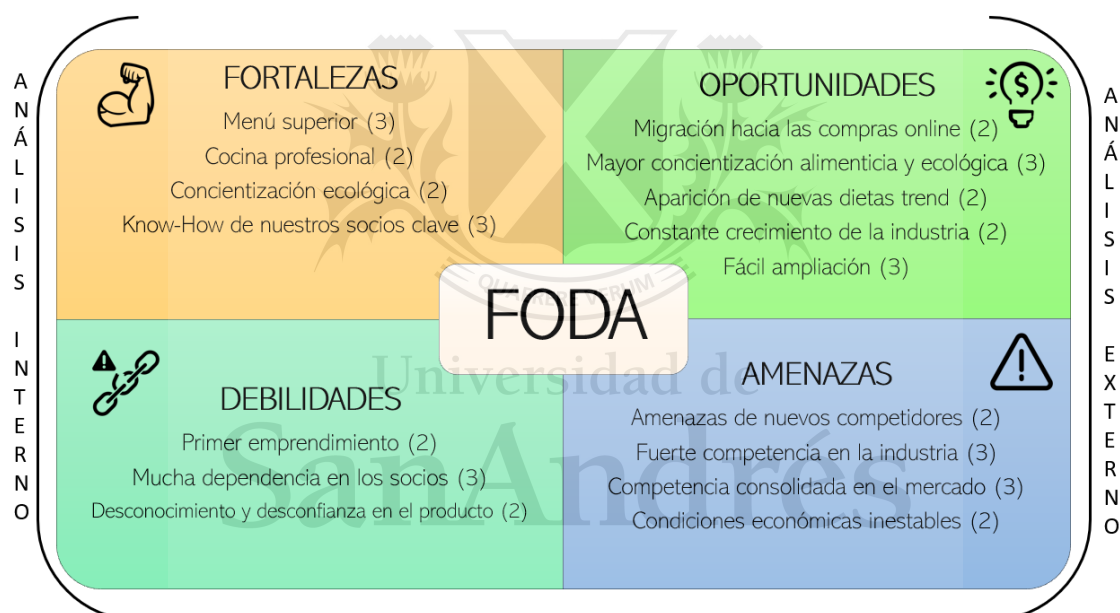 ANÁLISIS INTERNO
FORTALEZAS
Menú superior (3)
Cocina profesional (2)
Concientización ecológica (2)
Know-How de nuestros socios clave (3)
OPORTUNIDADES
$
Migración hacia las compras online (2)
Mayor concientización alimenticia y ecológica (3)
Aparición de nuevas dietas trend (2)
Constante crecimiento de la industria (2)
Fácil ampliación (3)
QUAERERE VERUM
FODA
Universidad de
SanAndrés
DEBILIDADES
Primer emprendimiento (2)
Mucha dependencia en los socios (3)
Desconocimiento y desconfianza en el producto (2)
AMENAZAS
Amenazas de nuevos competidores (2)
Fuerte competencia en la industria (3)
Competencia consolidada en el mercado (3)
Condiciones económicas inestables (2)
ANÁLISIS EXTERNO